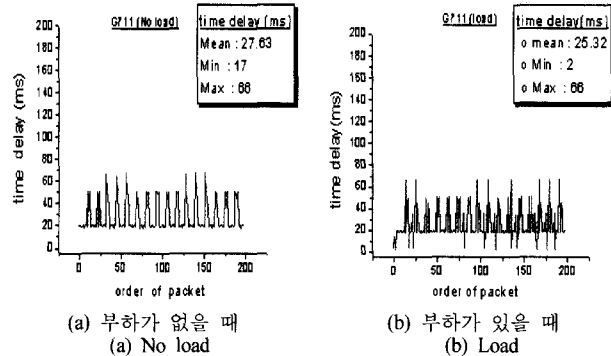 GP11 (No load)
time delay (ms)
Mean : 27.63
Min : 17
Max : 66
time delay (ms)
200
180
160
140
120
100
80
60
40
20
0
0 50 100 150 200
order of packet
(a) 부하가 없을 때
(a) No load
GP11 (load)
time delay(ms)
o mean : 25.32
o Min : 2
o Max : 66
time delay (ms)
200
180
160
140
120
100
80
60
40
20
0
0 50 100 150 200
order of packet
(b) 부하가 있을 때
(b) Load